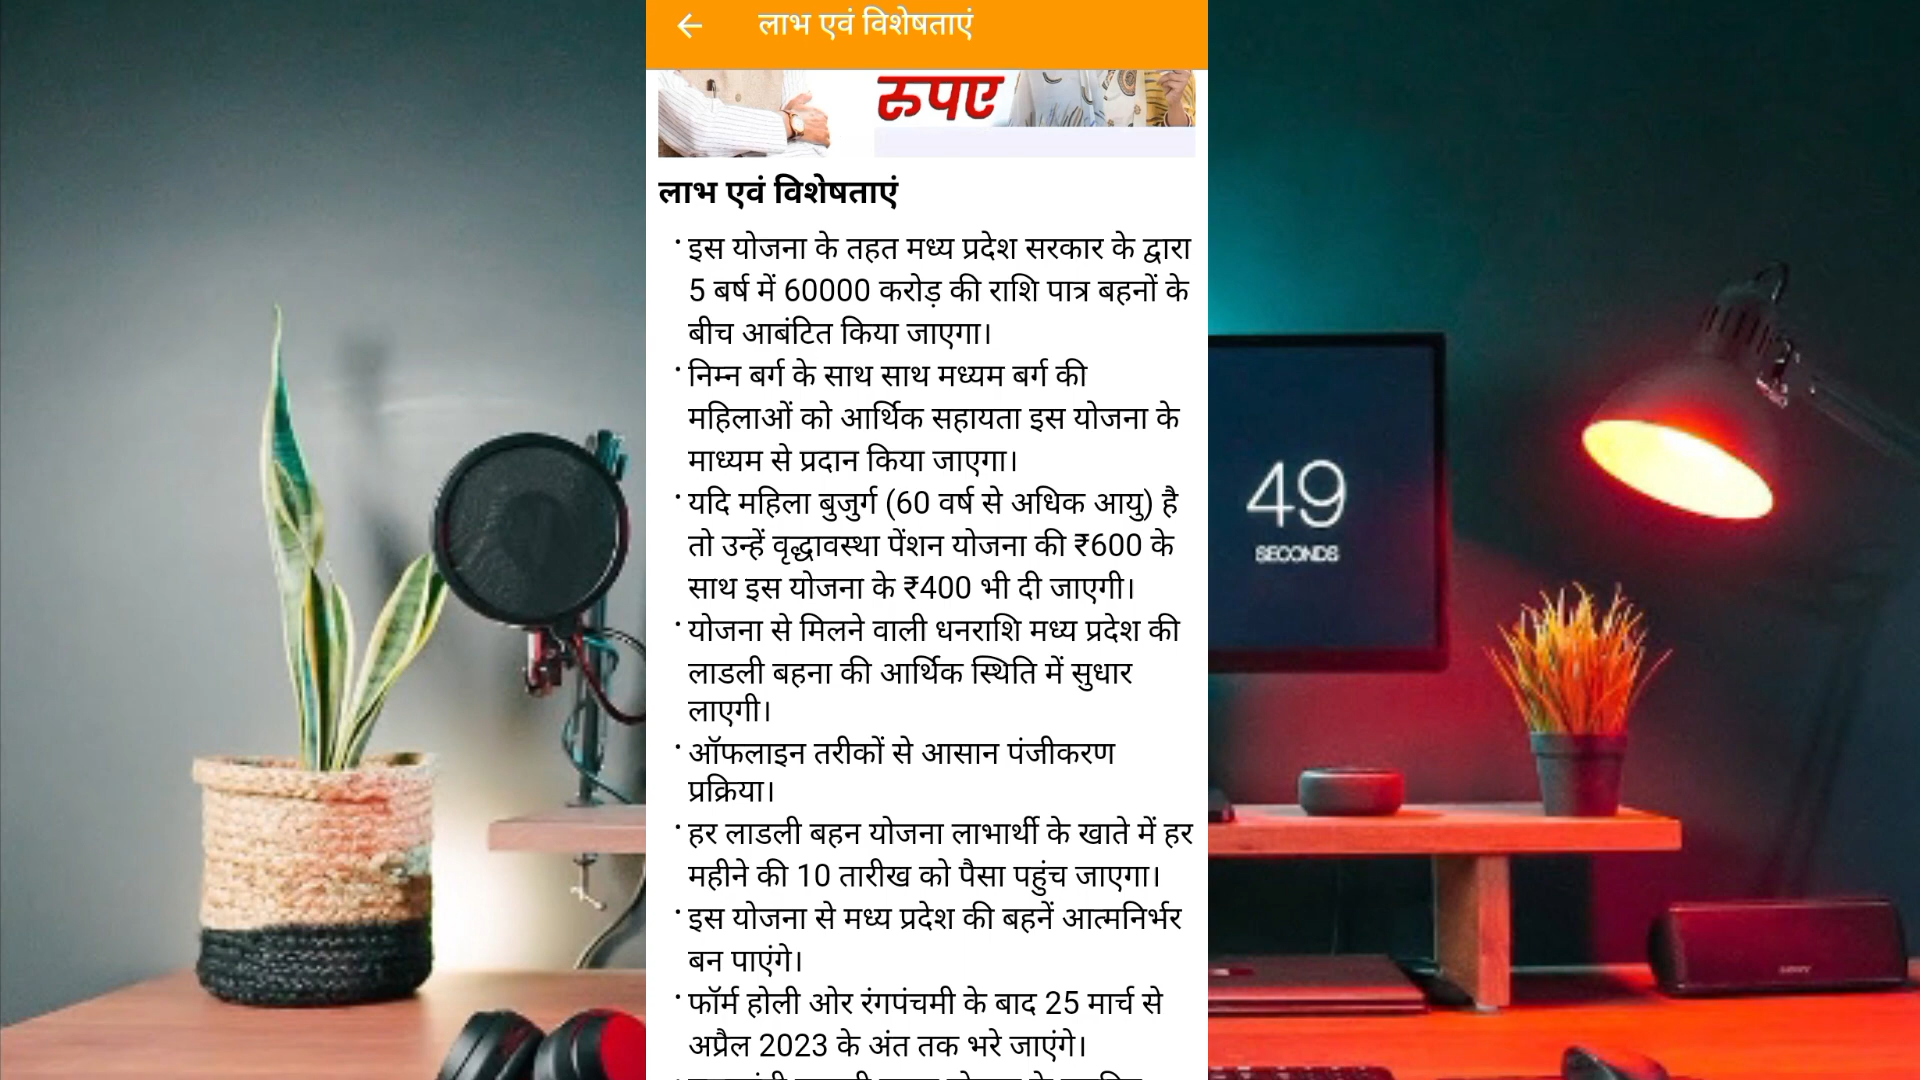 लाभ एवं विशेषताएं
रुपए
लाभ एवं विशेषताएं
· इस योजना के तहत मध्य प्रदेश सरकार के द्वारा
5 बर्ष में 60000 करोड़ की राशि पात्र बहनों के
बीच आबंटित किया जाएगा।
· निम्न बर्ग के साथ साथ मध्यम बर्ग की
महिलाओं को आर्थिक सहायता इस योजना के
माध्यम से प्रदान किया जाएगा।
· यदि महिला बुजुर्ग (60 वर्ष से अधिक आयु) है
तो उन्हें वृद्धावस्था पेंशन योजना की ₹600 के
साथ इस योजना के ₹400 भी दी जाएगी।
· योजना से मिलने वाली धनराशि मध्य प्रदेश की
लाडली बहना की आर्थिक स्थिति में सुधार
लाएगी।
· ऑफलाइन तरीकों से आसान पंजीकरण
प्रक्रिया।
· हर लाडली बहन योजना लाभार्थी के खाते में हर
महीने की 10 तारीख को पैसा पहुंच जाएगा।
· इस योजना से मध्य प्रदेश की बहनें आत्मनिर्भर
बन पाएंगे।
· फॉर्म होली ओर रंगपंचमी के बाद 25 मार्च से
अप्रैल 2023 के अंत तक भरे जाएंगे।
49
SECONDS